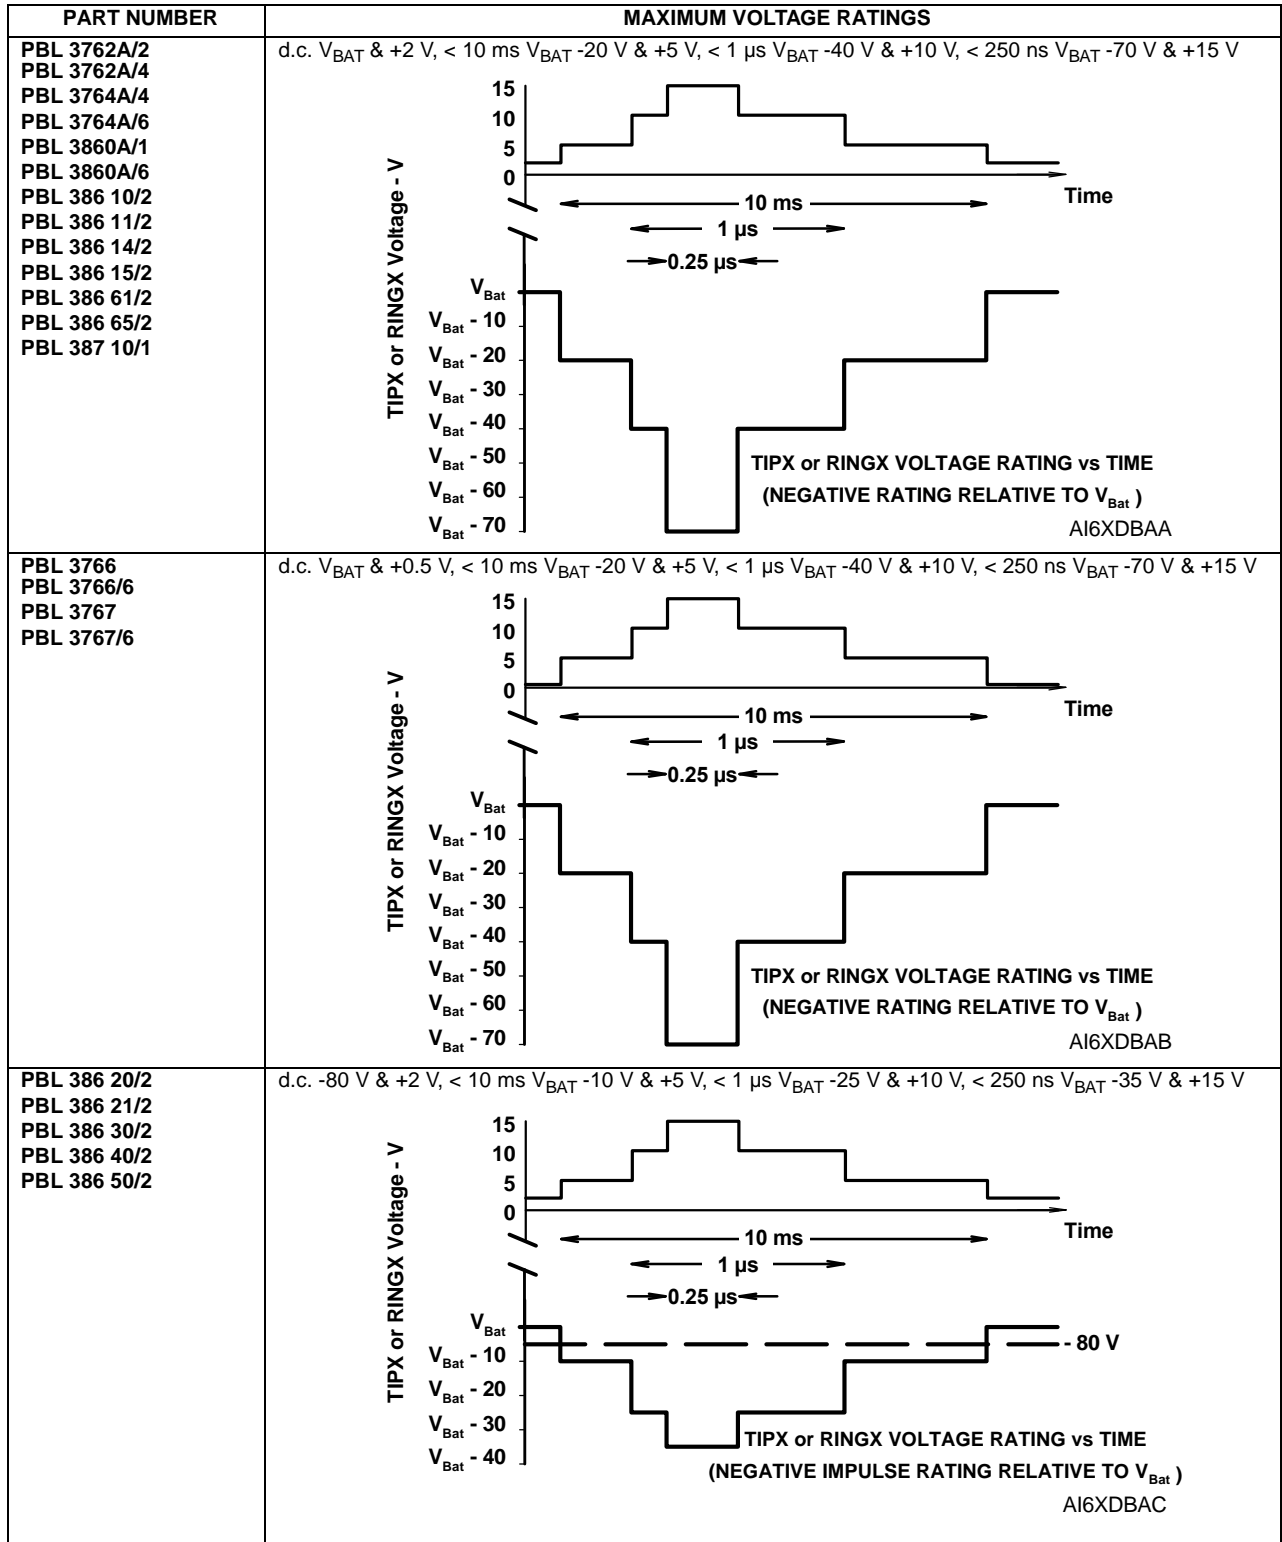 PART NUMBER
MAXIMUM VOLTAGE RATINGS
PBL 3762A/2
PBL 3762A/4
PBL 3764A/4
PBL 3764A/6
PBL 3860A/1
PBL 3860A/6
PBL 386 10/2
PBL 386 11/2
PBL 386 14/2
PBL 386 15/2
PBL 386 61/2
PBL 386 65/2
PBL 387 10/1
d.c. VBAT & +2 V, < 10 ms VBAT -20 V & +5 V, < 1 µs VBAT -40 V & +10 V, < 250 ns VBAT -70 V & +15 V
TIPX or RINGX Voltage - V
15
10
5
0
Time
10 ms
1 µs
0.25 µs
VBat
VBat - 10
VBat - 20
VBat - 30
VBat - 40
VBat - 50
VBat - 60
VBat - 70
TIPX or RINGX VOLTAGE RATING vs TIME
(NEGATIVE RATING RELATIVE TO VBat )
AI6XDBAA
PBL 3766
PBL 3766/6
PBL 3767
PBL 3767/6
d.c. VBAT & +0.5 V, < 10 ms VBAT -20 V & +5 V, < 1 µs VBAT -40 V & +10 V, < 250 ns VBAT -70 V & +15 V
TIPX or RINGX Voltage - V
15
10
5
0
Time
10 ms
1 µs
0.25 µs
VBat
VBat - 10
VBat - 20
VBat - 30
VBat - 40
VBat - 50
VBat - 60
VBat - 70
TIPX or RINGX VOLTAGE RATING vs TIME
(NEGATIVE RATING RELATIVE TO VBat )
AI6XDBAB
PBL 386 20/2
PBL 386 21/2
PBL 386 30/2
PBL 386 40/2
PBL 386 50/2
d.c. -80 V & +2 V, < 10 ms VBAT -10 V & +5 V, < 1 µs VBAT -25 V & +10 V, < 250 ns VBAT -35 V & +15 V
TIPX or RINGX Voltage - V
15
10
5
0
Time
10 ms
1 µs
0.25 µs
VBat
- 80 V
VBat - 10
VBat - 20
VBat - 30
VBat - 40
TIPX or RINGX VOLTAGE RATING vs TIME
(NEGATIVE IMPULSE RATING RELATIVE TO VBat )
AI6XDBAC